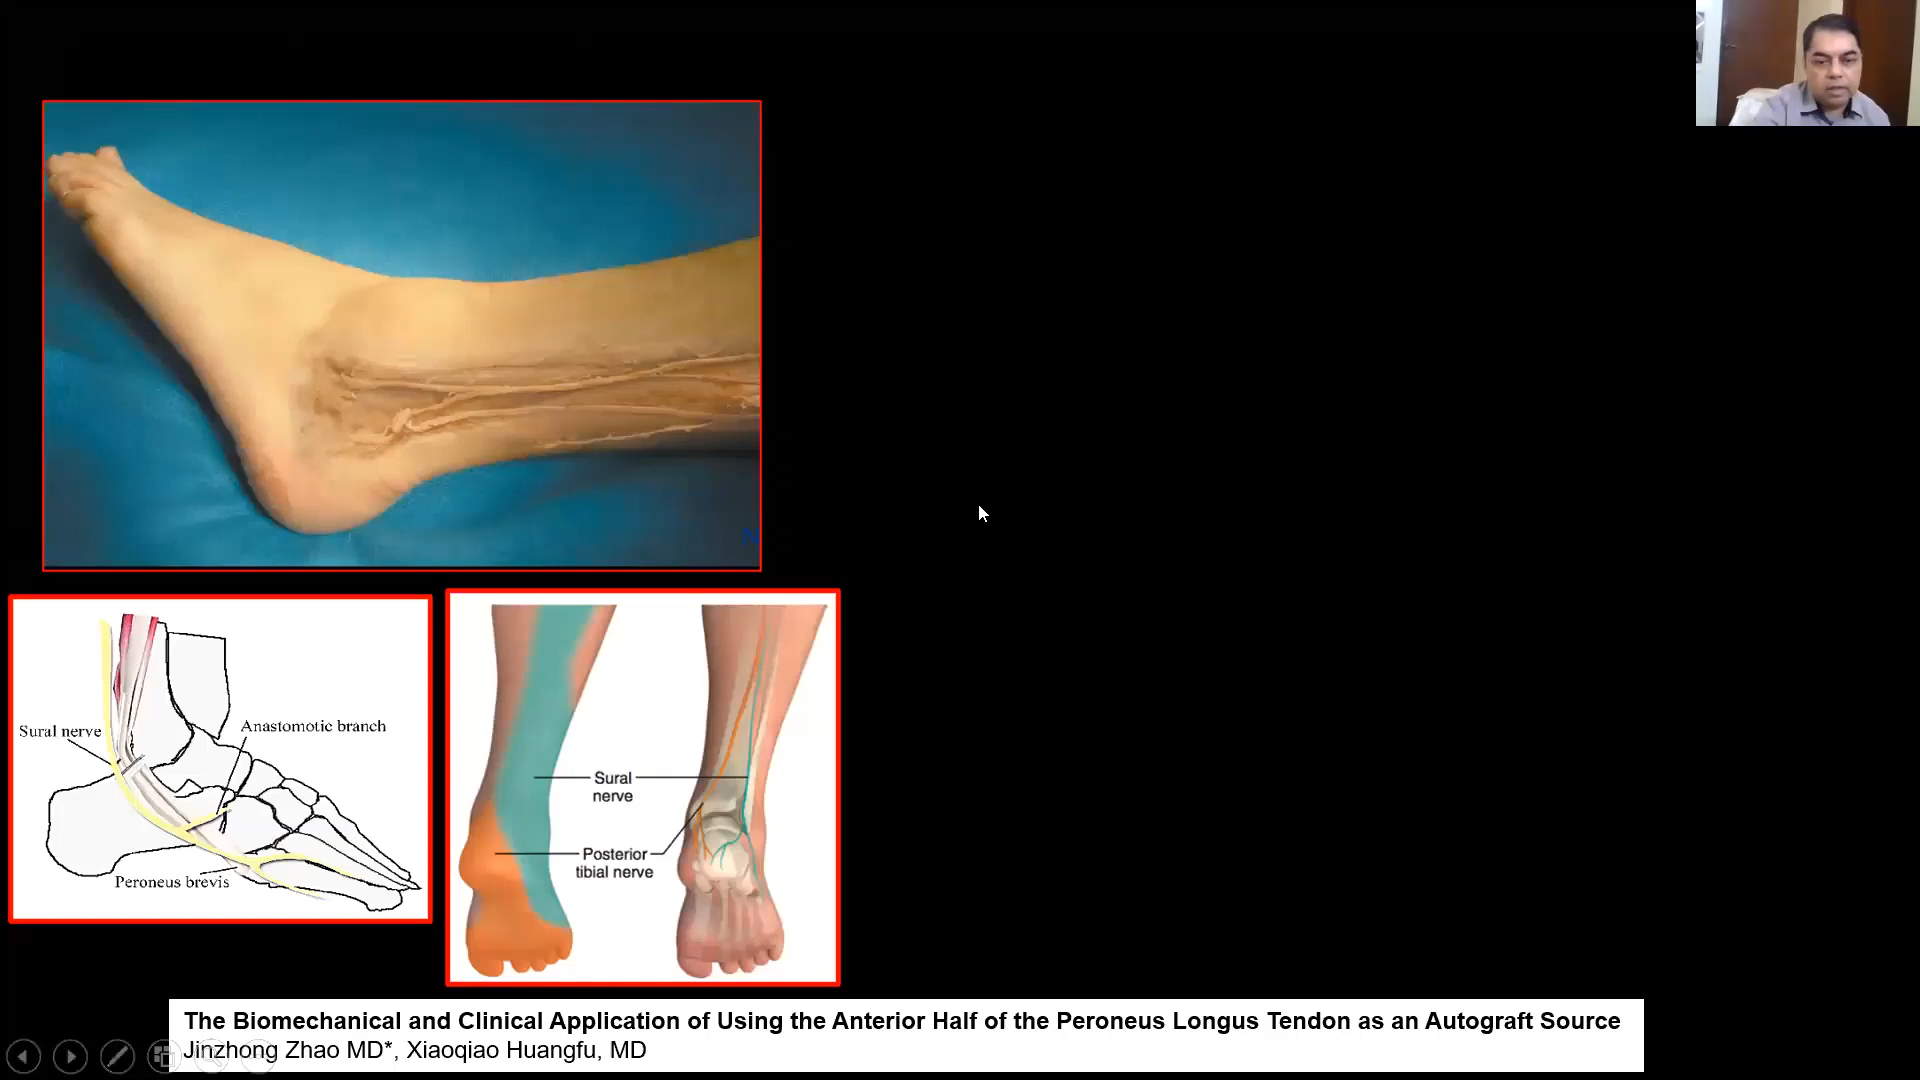 Sural nerve
Anastomotic branch
Peroneus brevis
Sural
nerve
Posterior
tibial nerve
The Biomechanical and Clinical Application of Using the Anterior Half of the Peroneus Longus Tendon as an Autograft Source
Jinzhong Zhao MD*, Xiaoqiao Huangfu, MD